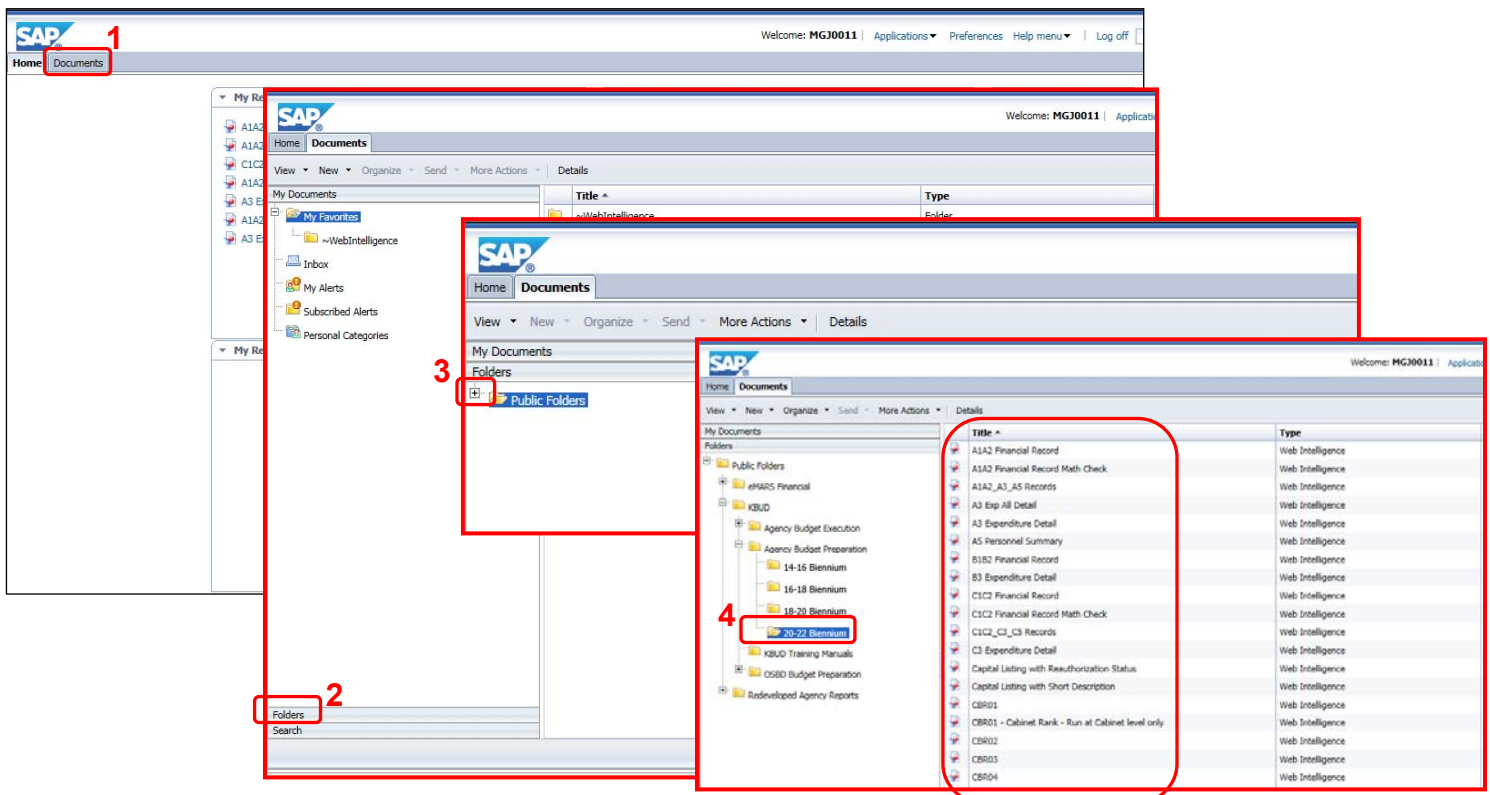 SAP
1
Welcome: MGJ0011 | Applications Preferences Help menu | Log off
Home Documents
My Re
A1A2
A1A2
C1C2
A1A2
A3 E
A1A2
A3 E
My Re
SAP ®
Welcome: MGJ0011 | Applicatio
Home Documents
View New Organize Send More Actions Details
My Documents
Title Type
My Favorites
~WebIntelligence Folder
~WebIntelligence
Inbox
My Alerts
Subscribed Alerts
Personal Categories
2
Folders
Search
SAP ®
Home Documents
View New Organize Send More Actions Details
My Documents
3
Folders
Public Folders
SAP
Welcome: MGJ0011 | Applicatio
Home Documents
View New Organize Send More Actions Details
My Documents
Folders
Public Folders
eMARS Financial
KBUD
Agency Budget Execution
Agency Budget Preparation
14-16 Biennium
16-18 Biennium
18-20 Biennium
4
20-22 Biennium
KBUD Training Manuals
OSBD Budget Preparation
Redeveloped Agency Reports
Title Type
A1A2 Financial Record Web Intelligence
A1A2 Financial Record Math Check Web Intelligence
A1A2_A3_A5 Records Web Intelligence
A3 Exp All Detail Web Intelligence
A3 Expenditure Detail Web Intelligence
A5 Personnel Summary Web Intelligence
B1B2 Financial Record Web Intelligence
B3 Expenditure Detail Web Intelligence
C1C2 Financial Record Web Intelligence
C1C2 Financial Record Math Check Web Intelligence
C1C2_C3_C5 Records Web Intelligence
C3 Expenditure Detail Web Intelligence
Capital Listing with Reauthorization Status Web Intelligence
Capital Listing with Short Description Web Intelligence
CBR01 Web Intelligence
CBR01 - Cabinet Rank - Run at Cabinet level only Web Intelligence
CBR02 Web Intelligence
CBR03 Web Intelligence
CBR04 Web Intelligence